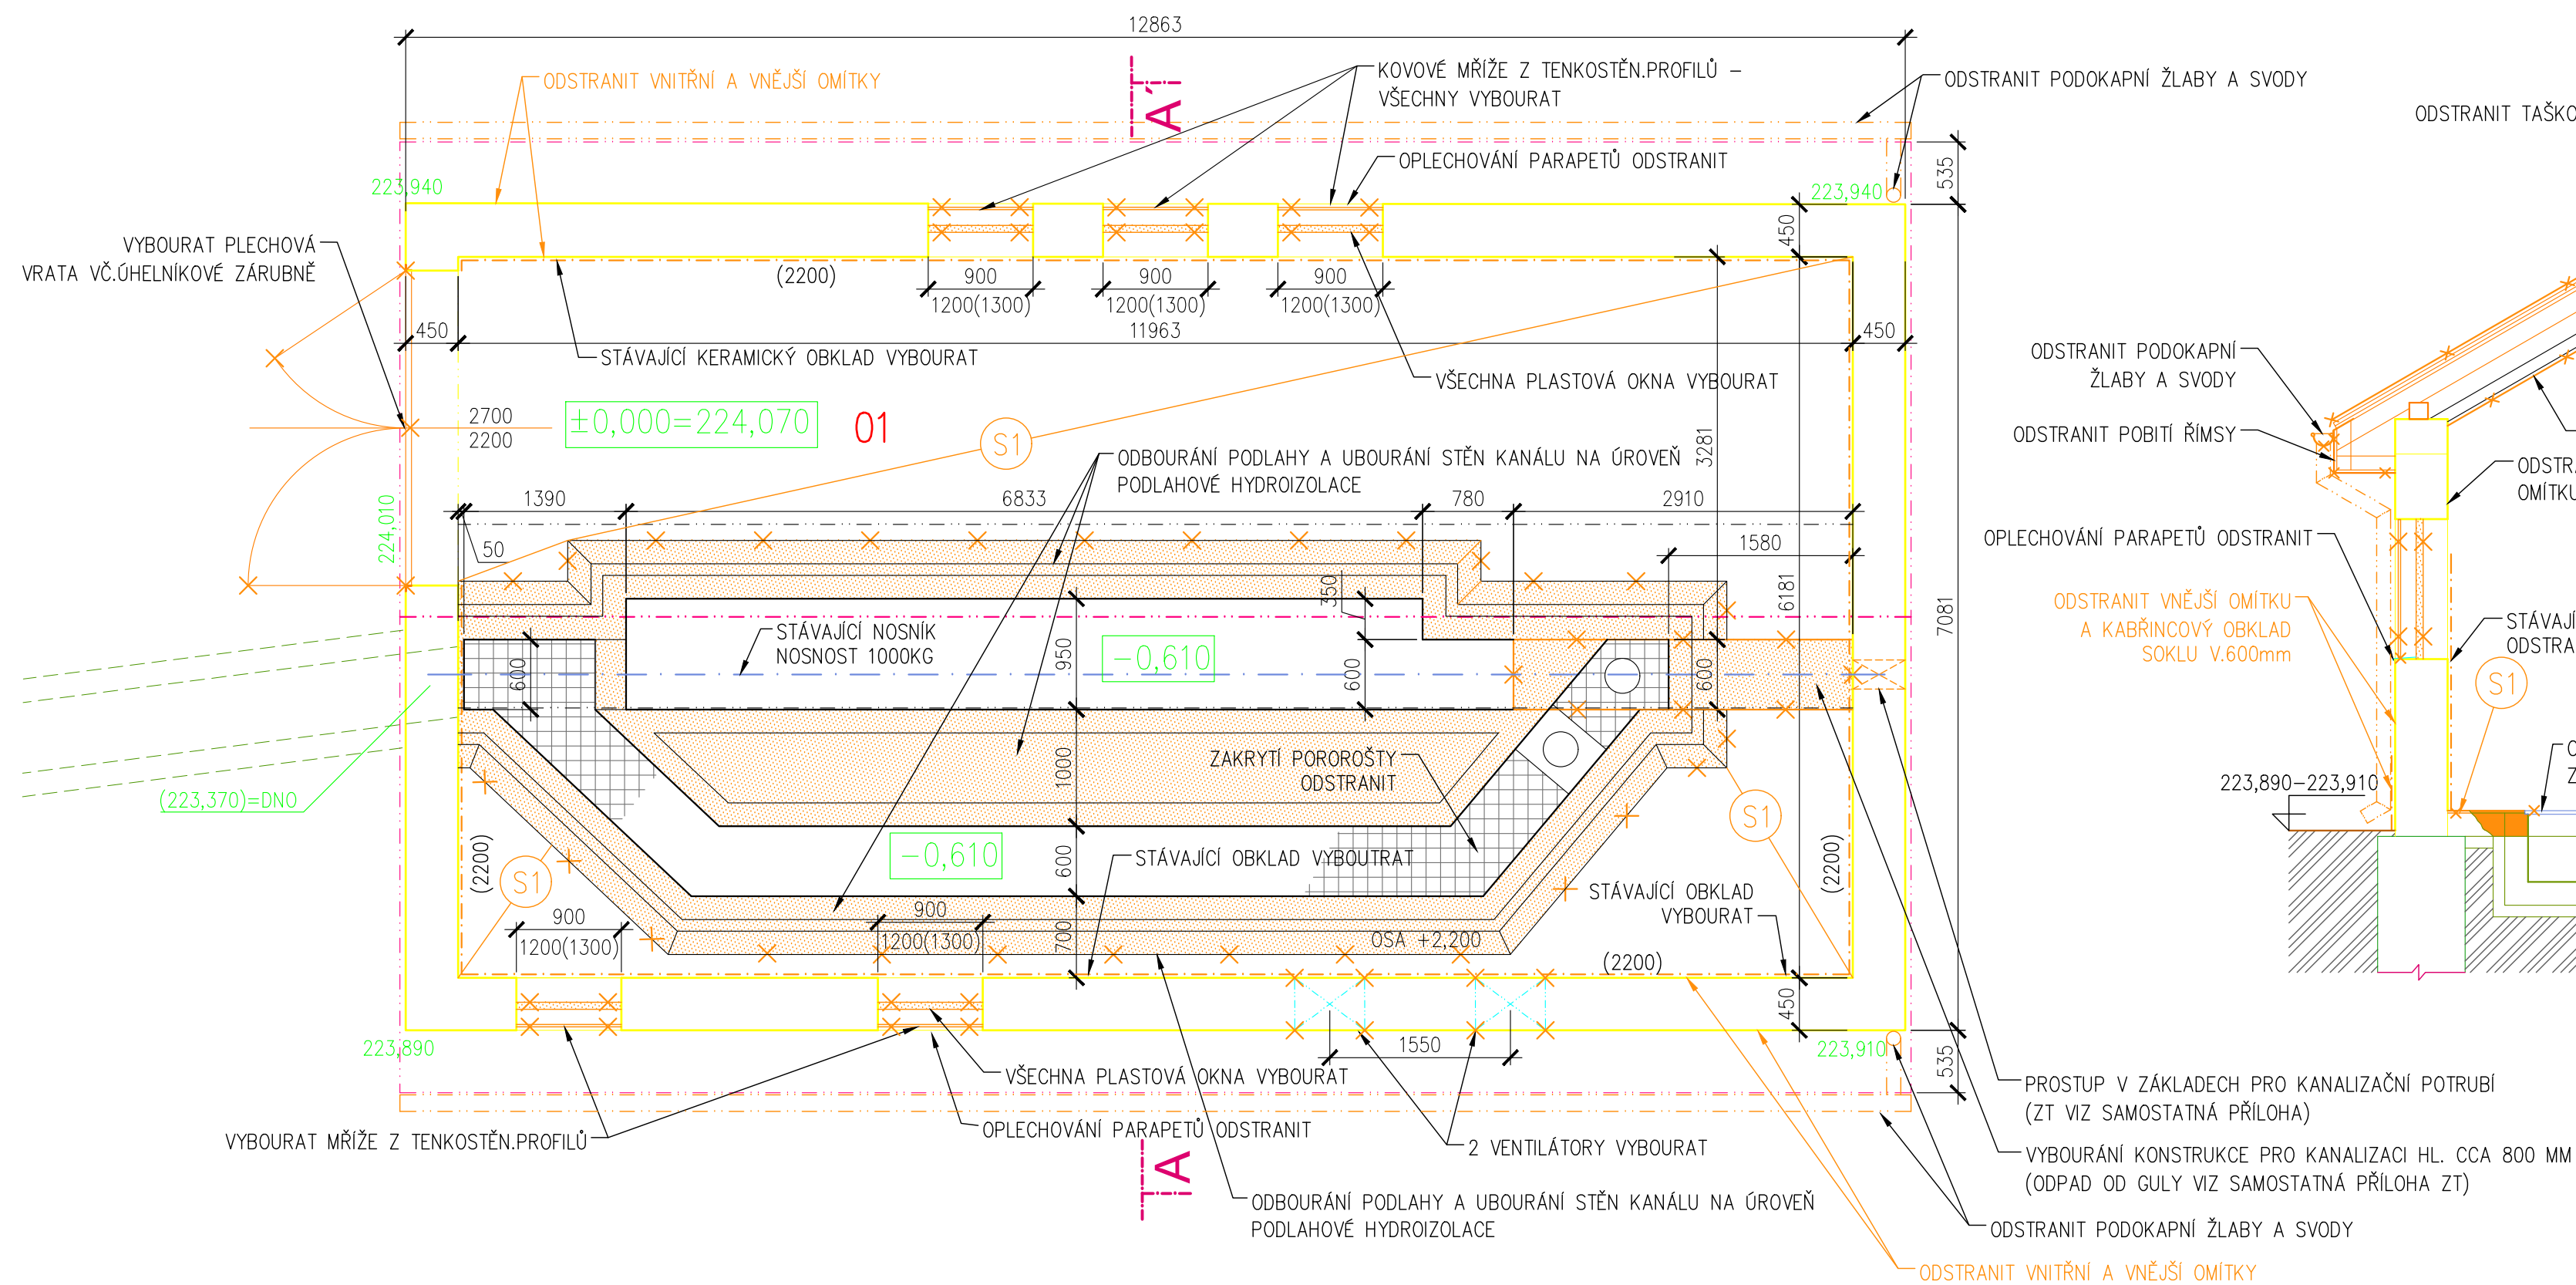 12863
ODSTRANIT VNITŘNÍ A VNĚJŠÍ OMÍTKY
A1
KOVOVÉ MŘÍŽE Z TENKOSTĚN.PROFILŮ –
VŠECHNY VYBOURAT
ODSTRANIT PODOKAPNÍ ŽLABY A SVODY
OPLECHOVÁNÍ PARAPETŮ ODSTRANIT
535
223,940
223,940
VYBOURAT PLECHOVÁ
VRATA VČ.ÚHELNÍKOVÉ ZÁRUBNĚ
450
(2200)
900
1200(1300)
900
1200(1300)
900
1200(1300)
450
11963
450
STÁVAJÍCÍ KERAMICKÝ OBKLAD VYBOURAT
VŠECHNA PLASTOVÁ OKNA VYBOURAT
2700
2200
±0,000=224,070
01
S1
3281
ODBOURÁNÍ PODLAHY A UBOURÁNÍ STĚN KANÁLU NA ÚROVEŇ
PODLAHOVÉ HYDROIZOLACE
224,010
1390
6833
780
2910
50
1580
350
6181
7081
STÁVAJÍCÍ NOSNÍK
NOSNOST 1000KG
950
-0,610
600
600
600
(223,370)=DNO
1000
ZAKRYTÍ POROROŠTY
ODSTRANIT
(2200)
S1
-0,610
600
STÁVAJÍCÍ OBKLAD VYBOUTRAT
S1
(2200)
STÁVAJÍCÍ OBKLAD
VYBOURAT
900
1200(1300)
900
1200(1300)
700
OSA +2,200
(2200)
450
223,890
1550
223,910
535
VŠECHNA PLASTOVÁ OKNA VYBOURAT
VYBOURAT MŘÍŽE Z TENKOSTĚN.PROFILŮ
OPLECHOVÁNÍ PARAPETŮ ODSTRANIT
A
2 VENTILÁTORY VYBOURAT
ODBOURÁNÍ PODLAHY A UBOURÁNÍ STĚN KANÁLU NA ÚROVEŇ
PODLAHOVÉ HYDROIZOLACE
PROSTUP V ZÁKLADECH PRO KANALIZAČNÍ POTRUBÍ
(ZT VIZ SAMOSTATNÁ PŘÍLOHA)
VYBOURÁNÍ KONSTRUKCE PRO KANALIZACI HL. CCA 800 MM
(ODPAD OD GULY VIZ SAMOSTATNÁ PŘÍLOHA ZT)
ODSTRANIT PODOKAPNÍ ŽLABY A SVODY
ODSTRANIT VNITŘNÍ A VNĚJŠÍ OMÍTKY
ODSTRANIT TAŠKO
ODSTRANIT PODOKAPNÍ
ŽLABY A SVODY
ODSTRANIT POBITÍ ŘÍMSY
ODSTRA
OMÍTKU
OPLECHOVÁNÍ PARAPETŮ ODSTRANIT
ODSTRANIT VNĚJŠÍ OMÍTKU
A KABŘINCOVÝ OBKLAD
SOKLU V.600mm
STÁVAJÍ
ODSTRA
S1
223,890-223,910